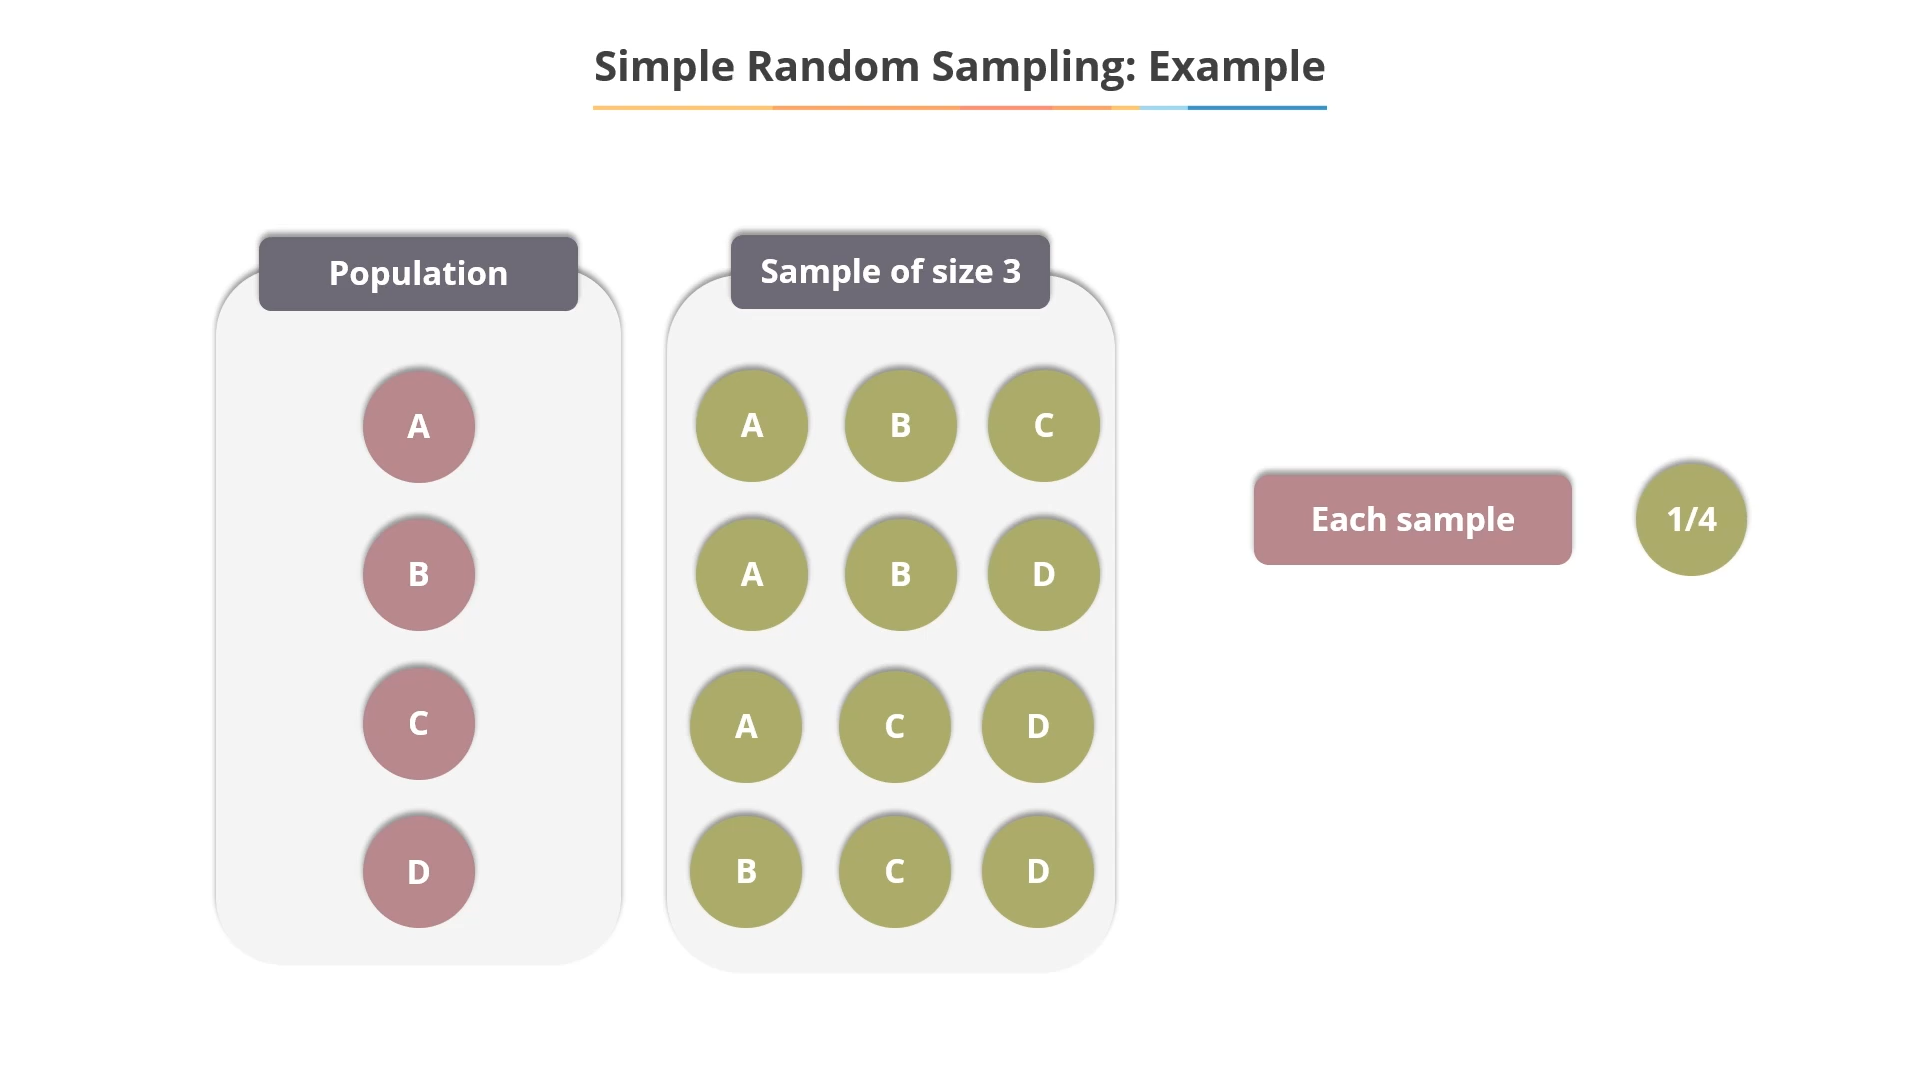 Simple Random Sampling: Example
Population
Sample of size 3
A
B
C
D
A B C
A B D
A C D
B C D
Each sample
1/4